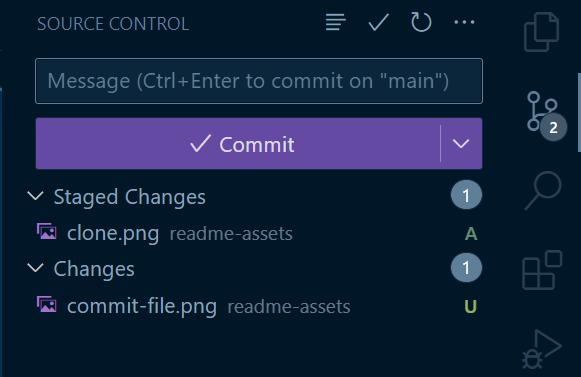 SOURCE CONTROL
Message (Ctrl+Enter to commit on "main")
2
Commit
Staged Changes 1
clone.png readme-assets A
Changes 1
commit-file.png readme-assets U